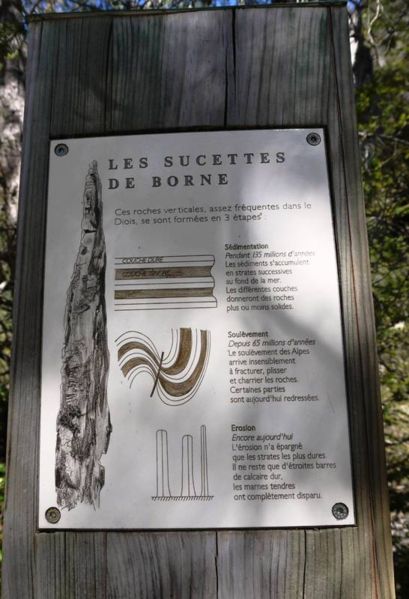 LES SUCETTES
DE BORNE
Ces roches verticales, assez fréquentes dans le
Diois, se sont formées en 3 étapes
Sédimentation
Pendant 135 millions d'années
Les sédiments s'accumulent
en strates successives
au fond de la mer.
Les différentes couches
donneront des roches
plus ou moins solides.
COUCHE DURE
COUCHE
Soulèvement
Depuis 65 millions d'années
Le soulèvement des Alpes
arrive insensiblement
à fracturer, plisser
et charrier les roches.
Certaines parties
sont aujourd'hui redressées.
Erosion
Encore aujourd'hui
L'érosion n'a épargné
que les strates les plus dures.
Il ne reste que d'étroites barres
de calcaire dur,
les marnes tendres
ont complètement disparu.